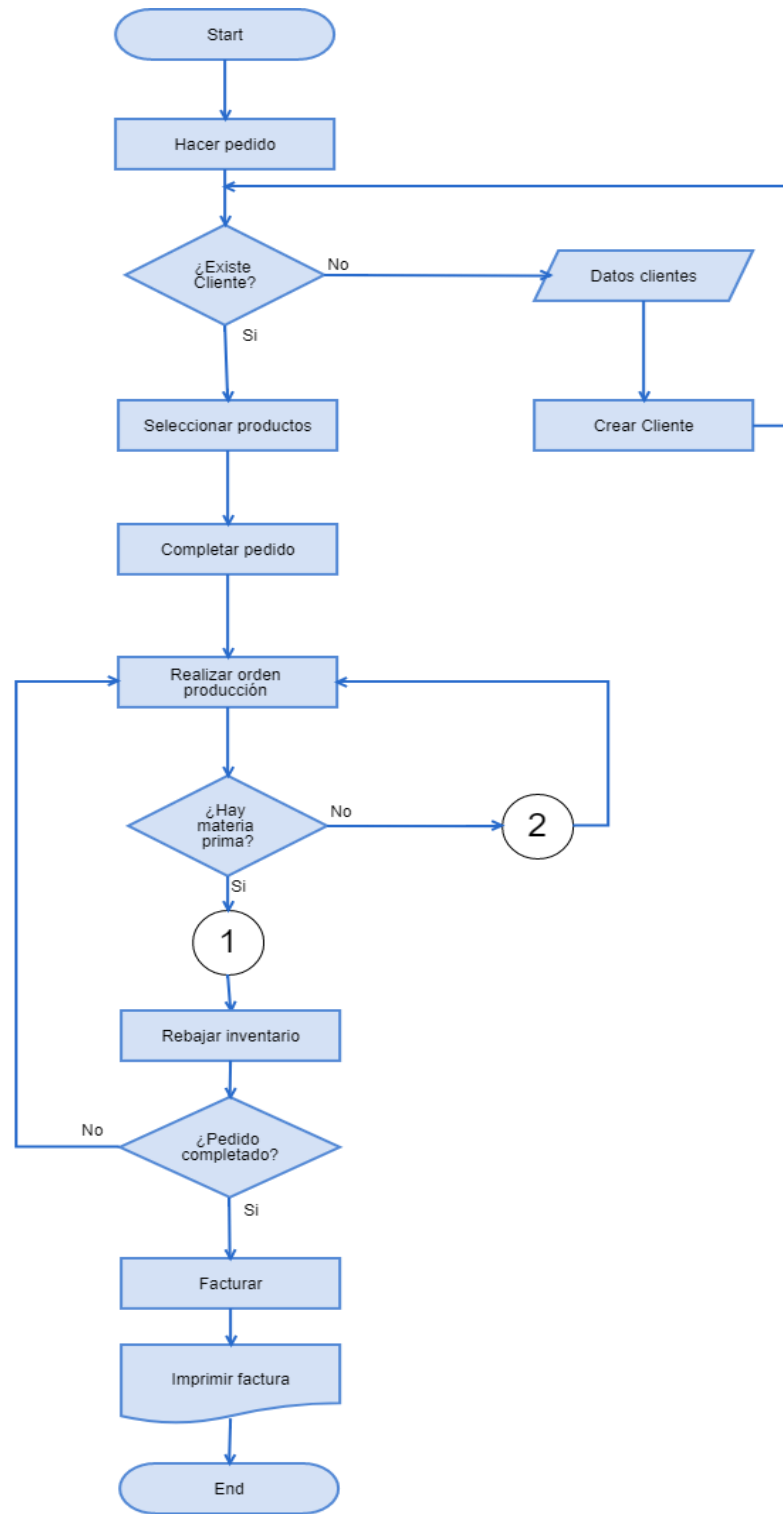 Start
Hacer pedido
¿Existe
Cliente?
No
Datos clientes
Si
Seleccionar productos
Crear Cliente
Completar pedido
Realizar orden
producción
¿Hay
materia
prima?
No
2
Si
1
Rebajar inventario
No
¿Pedido
completado?
Si
Facturar
Imprimir factura
End